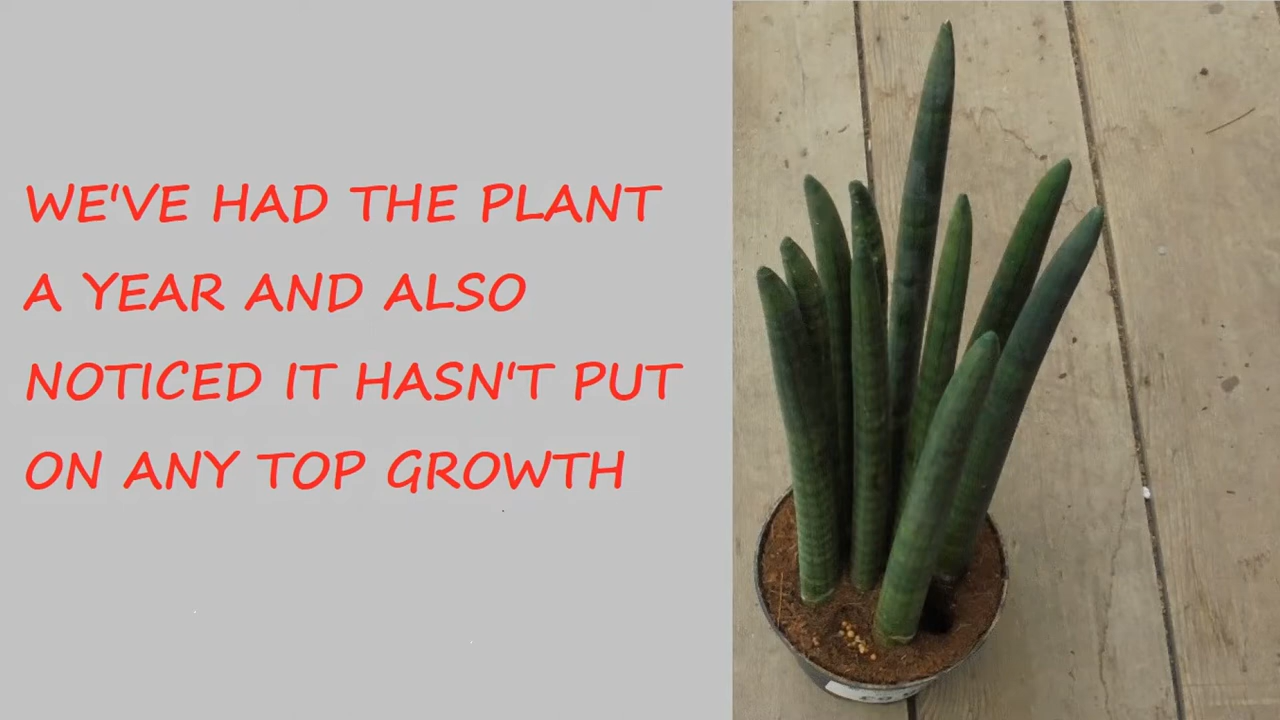 WE'VE HAD THE PLANT
A YEAR AND ALSO
NOTICED IT HASN'T PUT
ON ANY TOP GROWTH